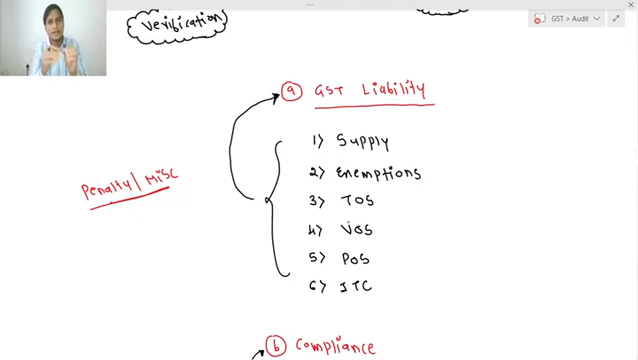 Verification
GST > Audit
a GST Liability
1) Supply
2) Exemptions
3) TOS
4) VOS
5) POS
6) ITC
Penalty/MISC
b Compliance